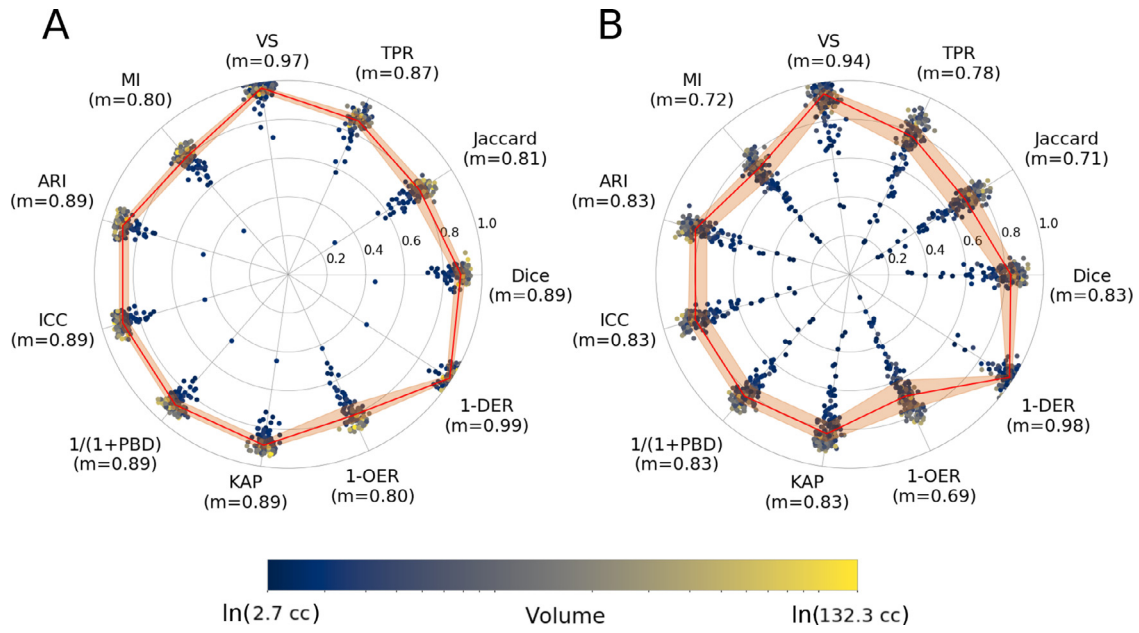 A
VS
(m=0.97)
TPR
(m=0.87)
MI
(m=0.80)
Jaccard
(m=0.81)
ARI
(m=0.89)
1.0
0.8
0.6
0.4
0.2
Dice
(m=0.89)
ICC
(m=0.89)
1-DER
(m=0.99)
1/(1+PBD)
(m=0.89)
KAP
(m=0.89)
1-OER
(m=0.80)
B
VS
(m=0.94)
TPR
(m=0.78)
MI
(m=0.72)
Jaccard
(m=0.71)
ARI
(m=0.83)
1.0
0.8
0.6
0.4
0.2
Dice
(m=0.83)
ICC
(m=0.83)
1-DER
(m=0.98)
1/(1+PBD)
(m=0.83)
KAP
(m=0.83)
1-OER
(m=0.69)
ln(2.7 cc) Volume ln(132.3 cc)